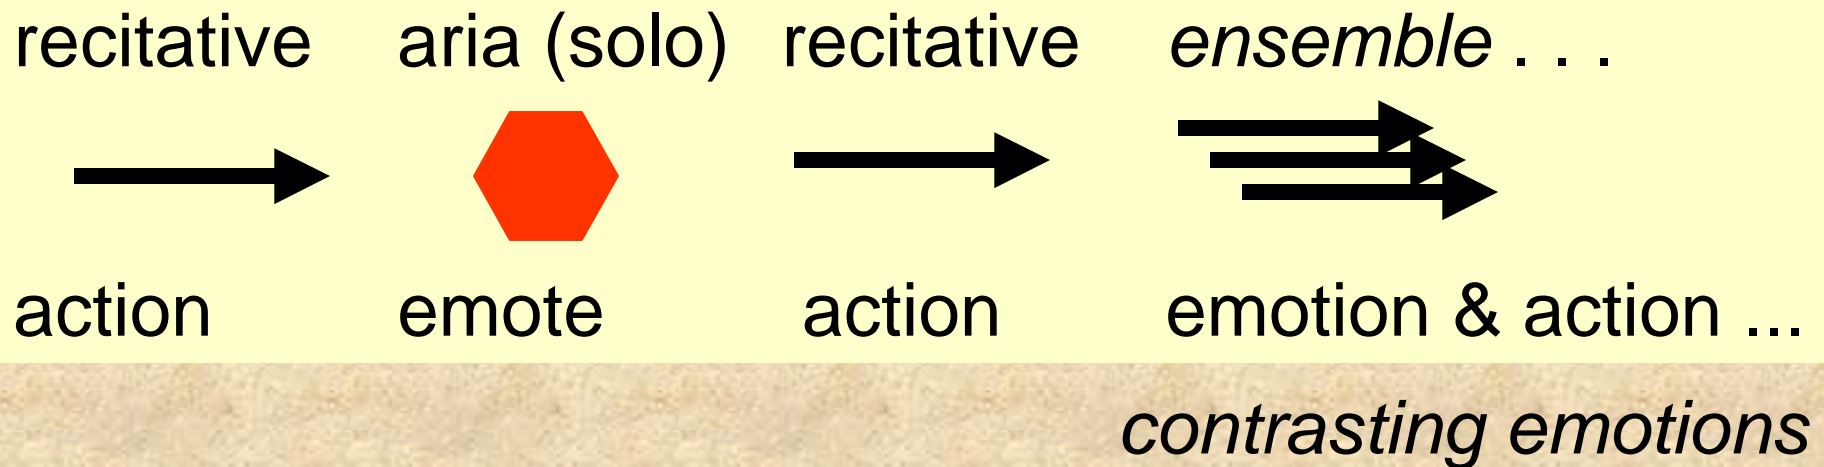 recitative aria (solo) recitative ensemble . . .
action emote action emotion & action ...
contrasting emotions